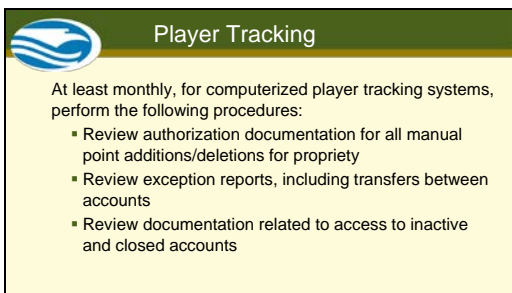 Player Tracking
At least monthly, for computerized player tracking systems,
perform the following procedures:
▪ Review authorization documentation for all manual
point additions/deletions for propriety
▪ Review exception reports, including transfers between
accounts
▪ Review documentation related to access to inactive
and closed accounts